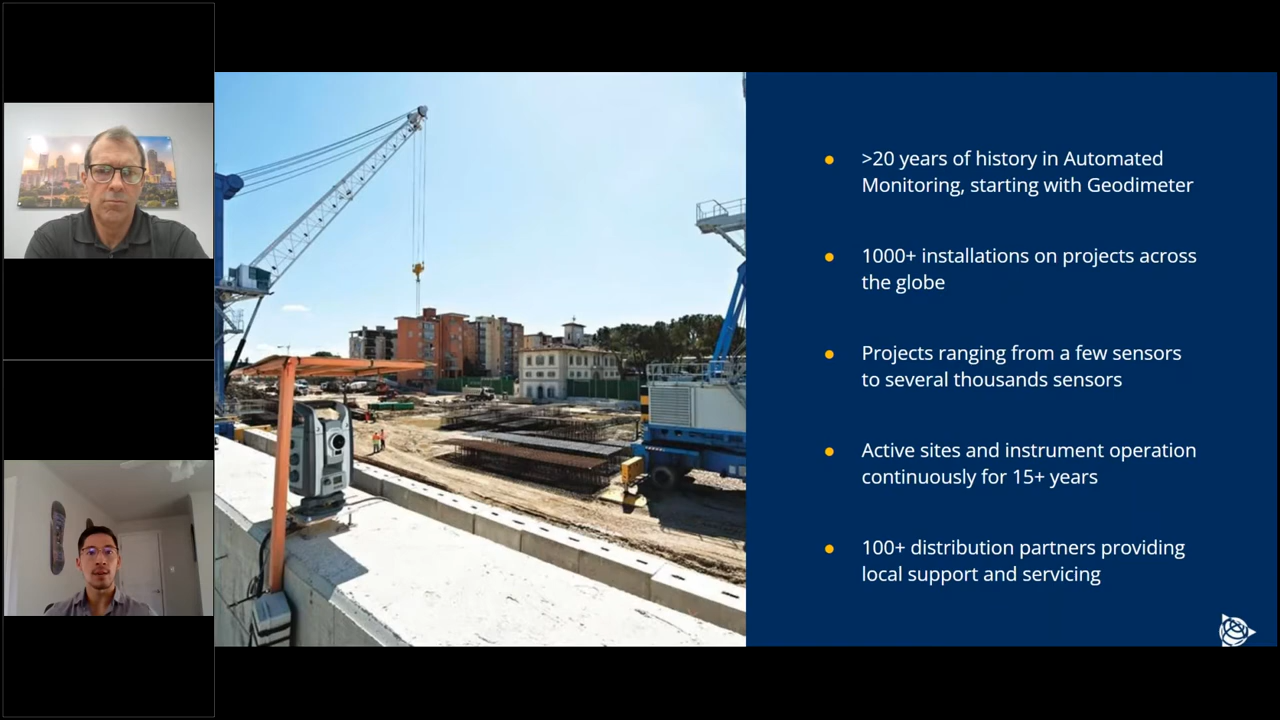 >20 years of history in Automated
Monitoring, starting with Geodimeter
1000+ installations on projects across
the globe
Projects ranging from a few sensors
to several thousands sensors
Active sites and instrument operation
continuously for 15+ years
100+ distribution partners providing
local support and servicing